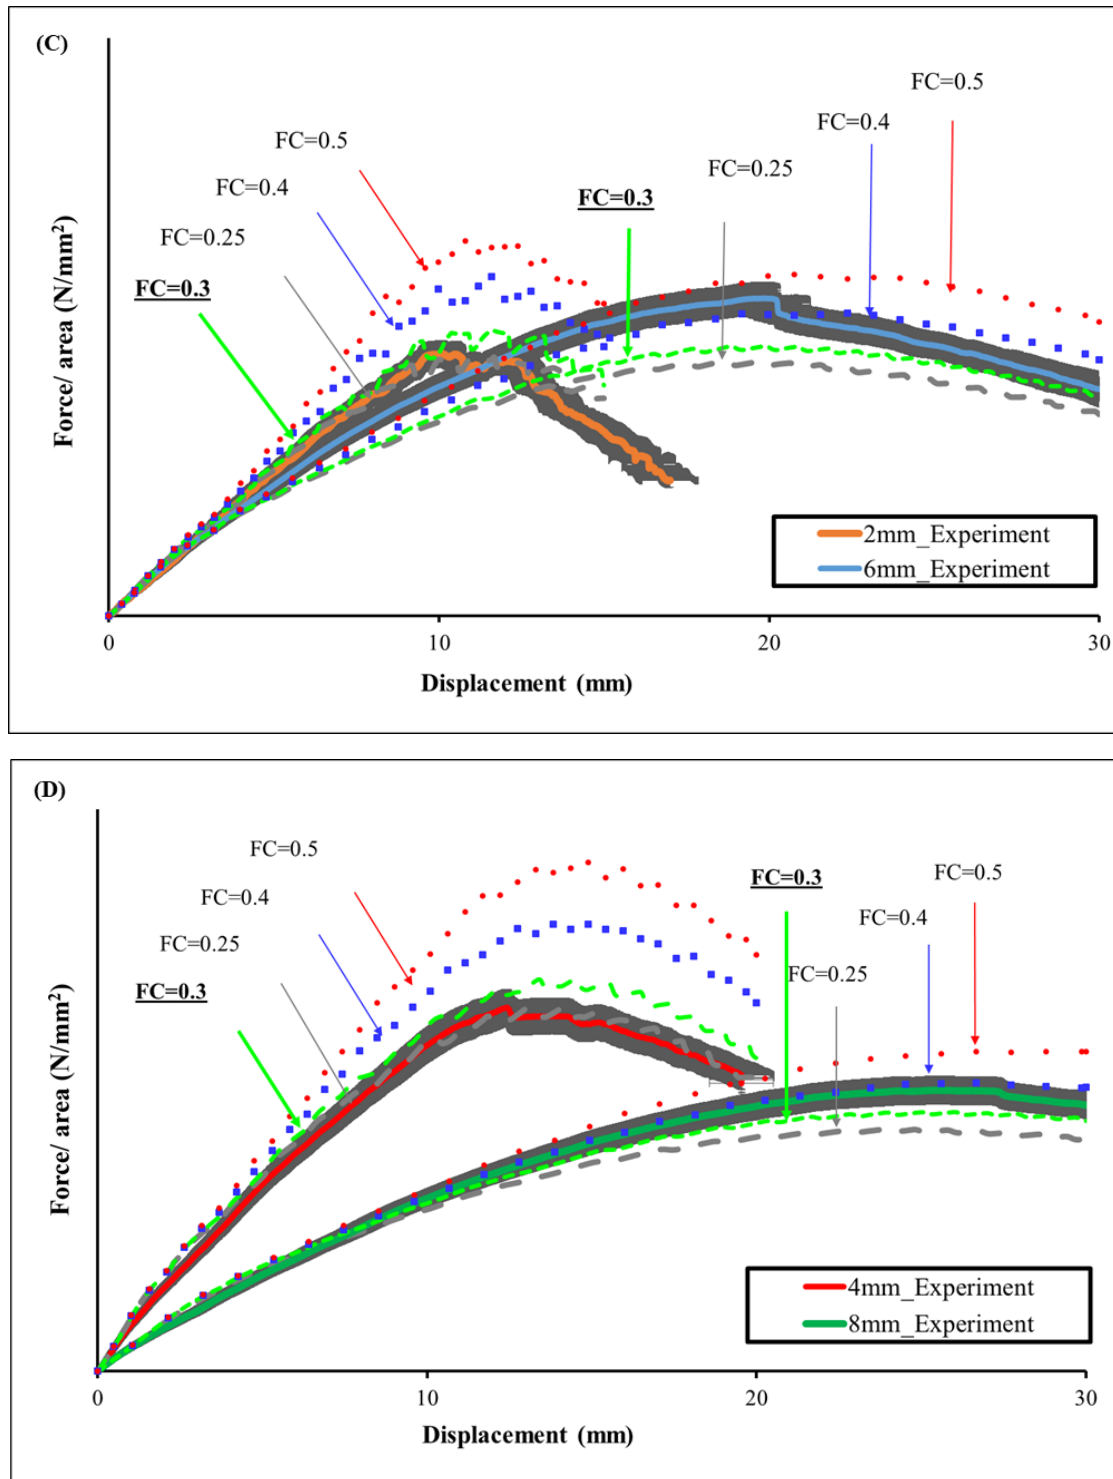 (C)
FC=0.5
FC=0.4
FC=0.5
FC=0.25
FC=0.4
FC=0.3
FC=0.25
FC=0.3
Force/ area (N/mm²)
2mm_Experiment
6mm_Experiment
0
10
20
30
Displacement (mm)
(D)
FC=0.5
FC=0.3
FC=0.5
FC=0.4
FC=0.4
FC=0.25
FC=0.25
FC=0.3
Force/ area (N/mm²)
4mm_Experiment
8mm_Experiment
0
10
20
30
Displacement (mm)